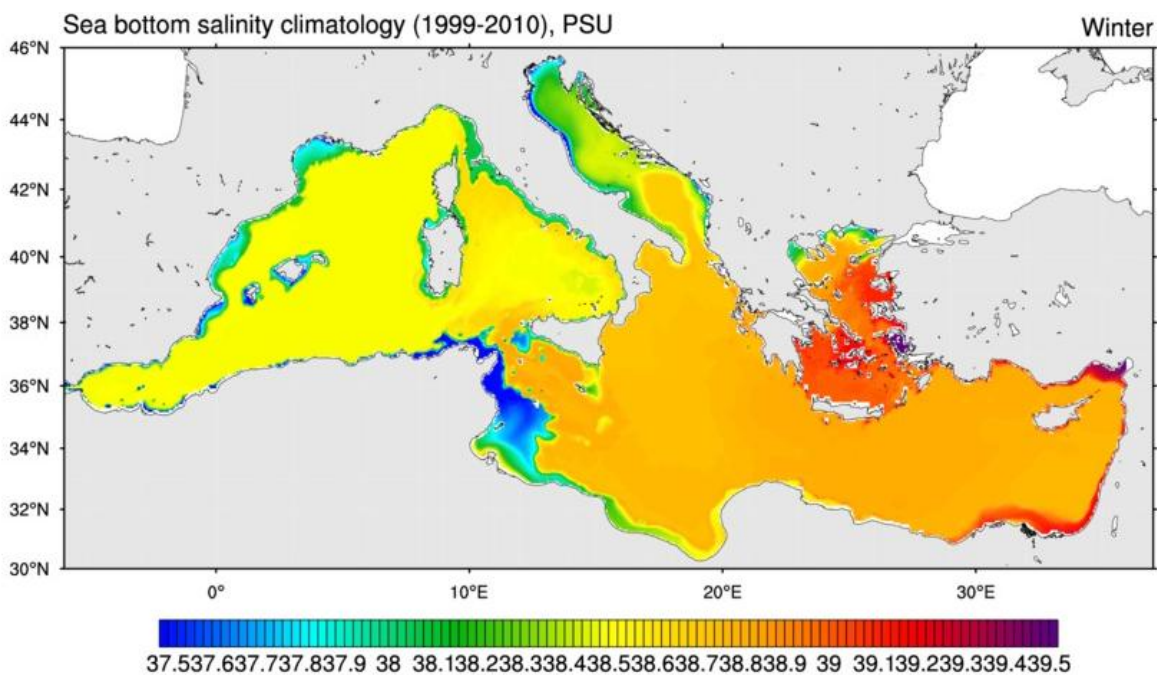 Sea bottom salinity climatology (1999-2010), PSU Winter
46°N
44°N
42°N
40°N
38°N
36°N
34°N
32°N
30°N
0° 10°E 20°E 30°E
37.537.637.737.837.9 38 38.138.238.338.438.538.638.738.838.9 39 39.139.239.339.439.5